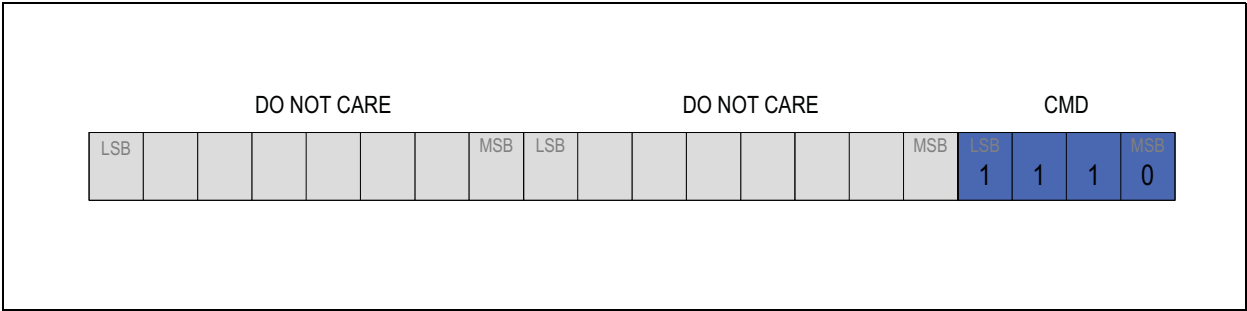 DO NOT CARE DO NOT CARE CMD
LSB MSB LSB MSB LSB MSB
1 1 1 0